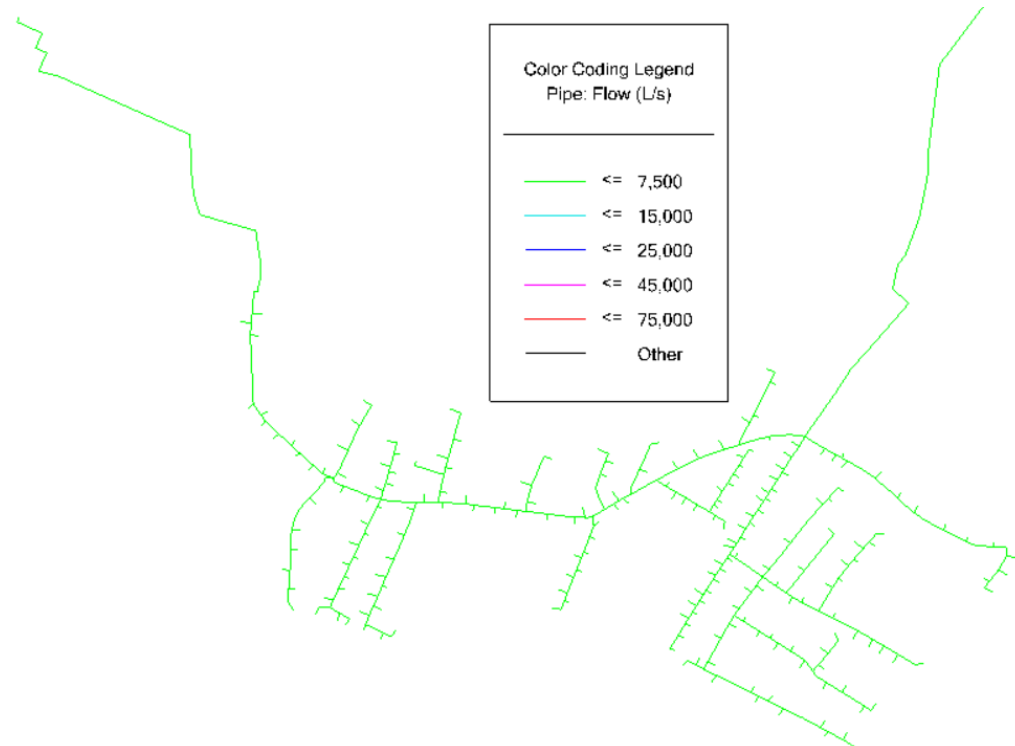 Color Coding Legend
Pipe: Flow (L/s)
<= 7,500
<= 15,000
<= 25,000
<= 45,000
<= 75,000
Other